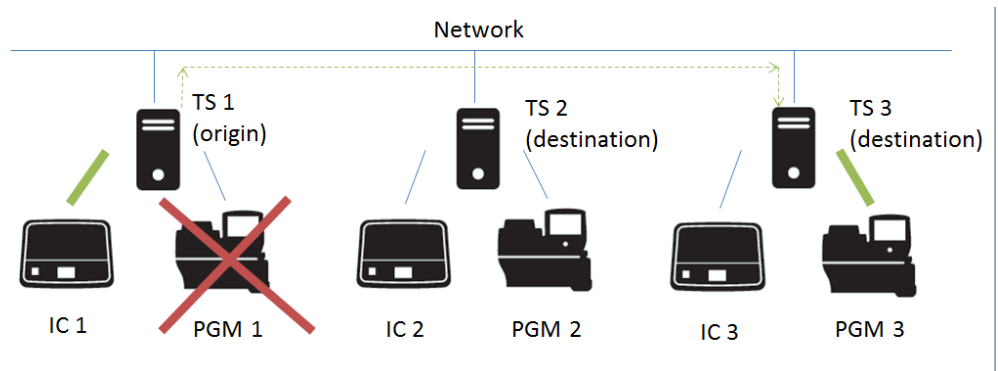 Network
TS 1
(origin)
TS 2
(destination)
TS 3
(destination)
IC 1
PGM 1
IC 2
PGM 2
IC 3
PGM 3